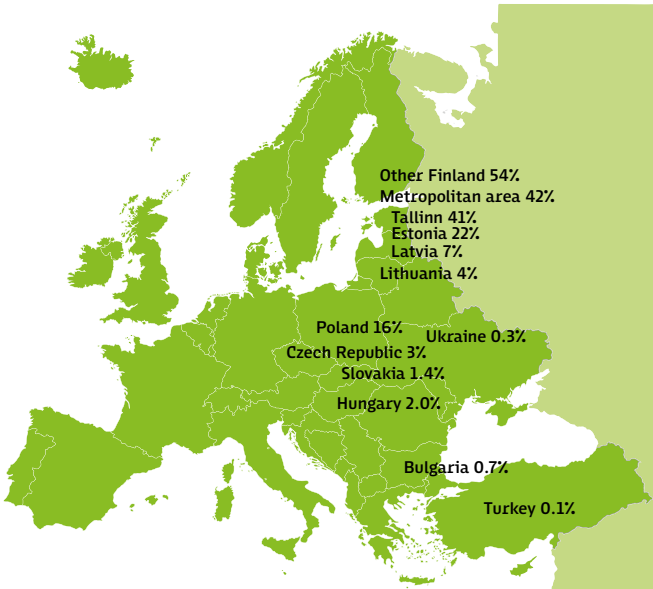 Other Finland 54%
Metropolitan area 42%
Tallinn 41%
Estonia 22%
Latvia 7%
Lithuania 4%
Poland 16%
Ukraine 0.3%
Czech Republic 3%
Slovakia 1.4%
Hungary 2.0%
Bulgaria 0.7%
Turkey 0.1%